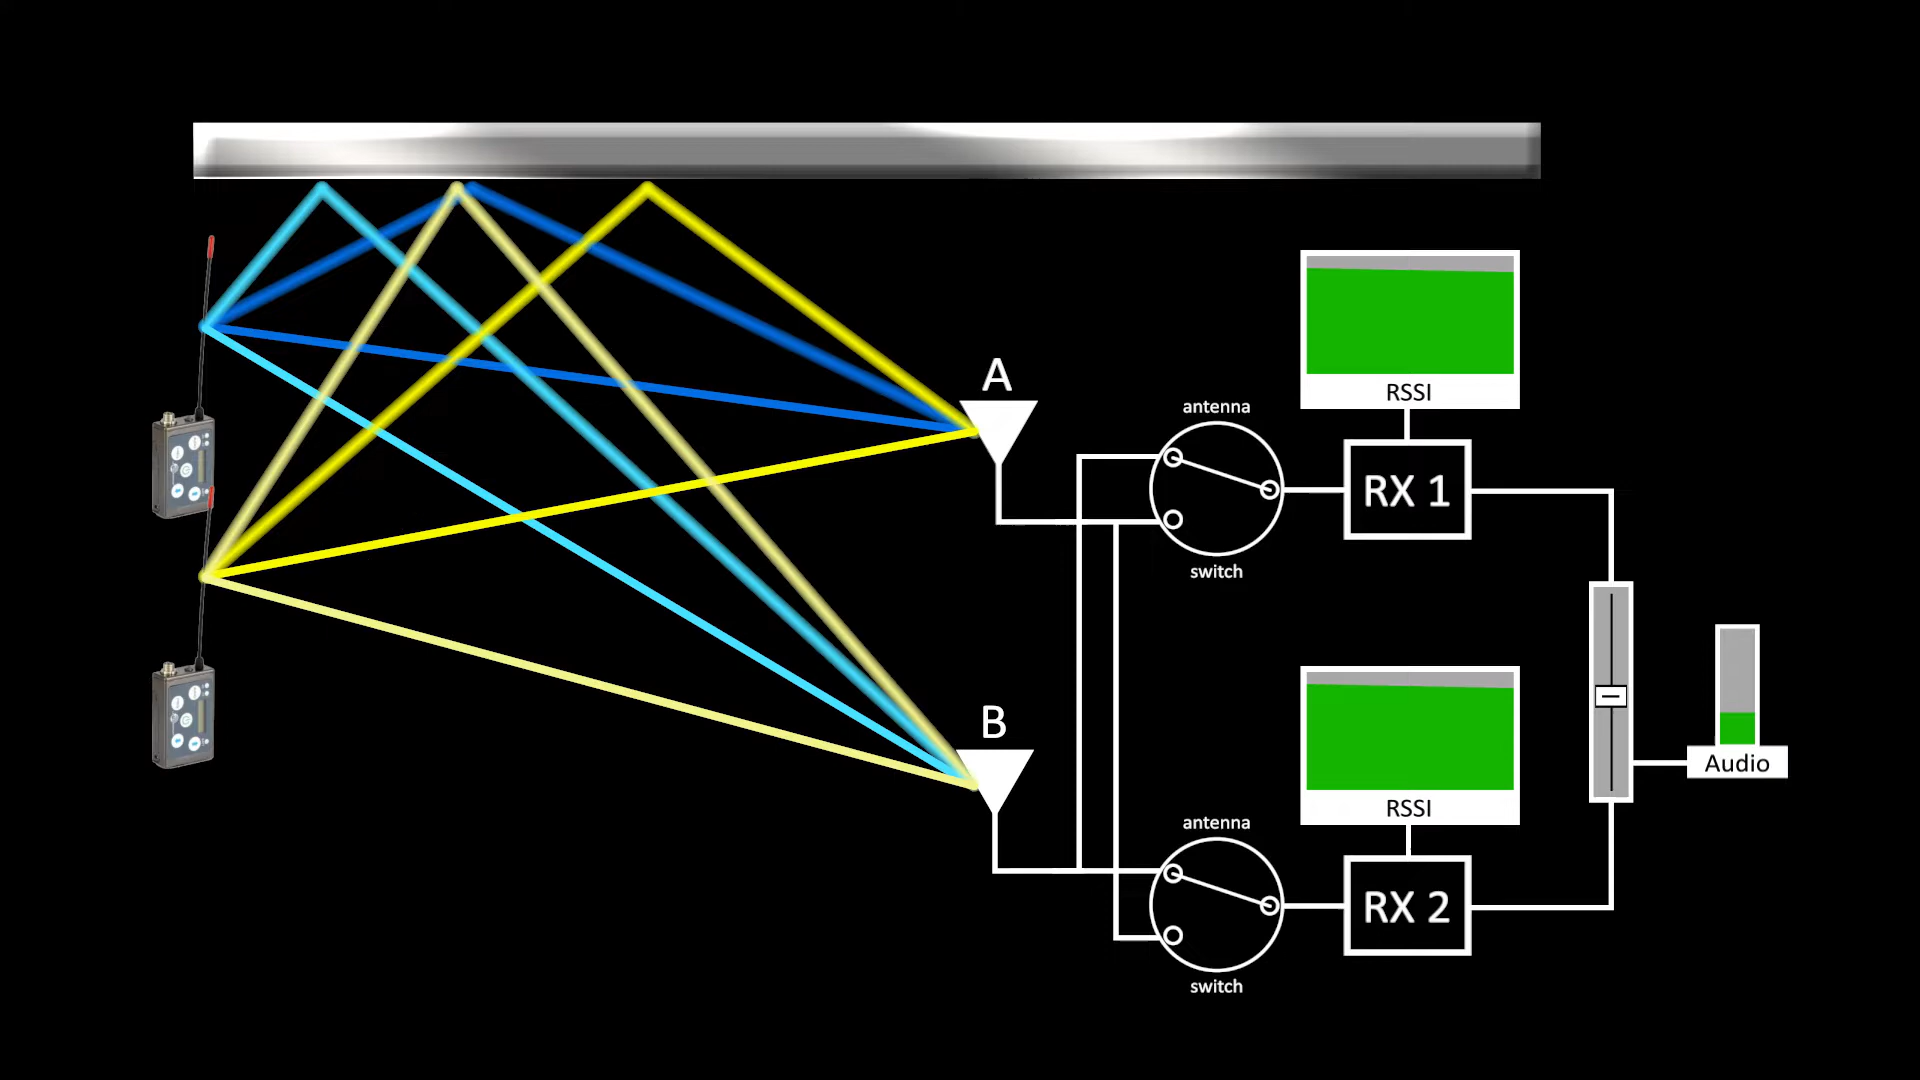 A
antenna
switch
RSSI
RX 1
B
antenna
switch
RSSI
RX 2
Audio